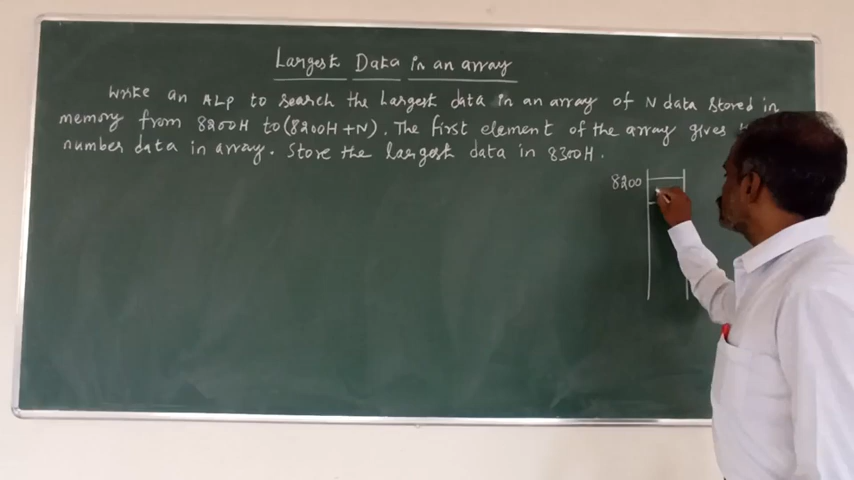 Largest Data in an array
Write an ALP to search the largest data in an array of N data stored in
memory from 8200H to (8200H+N). The first element of the array gives
number data in array. Store the largest data in 8300H.
8200